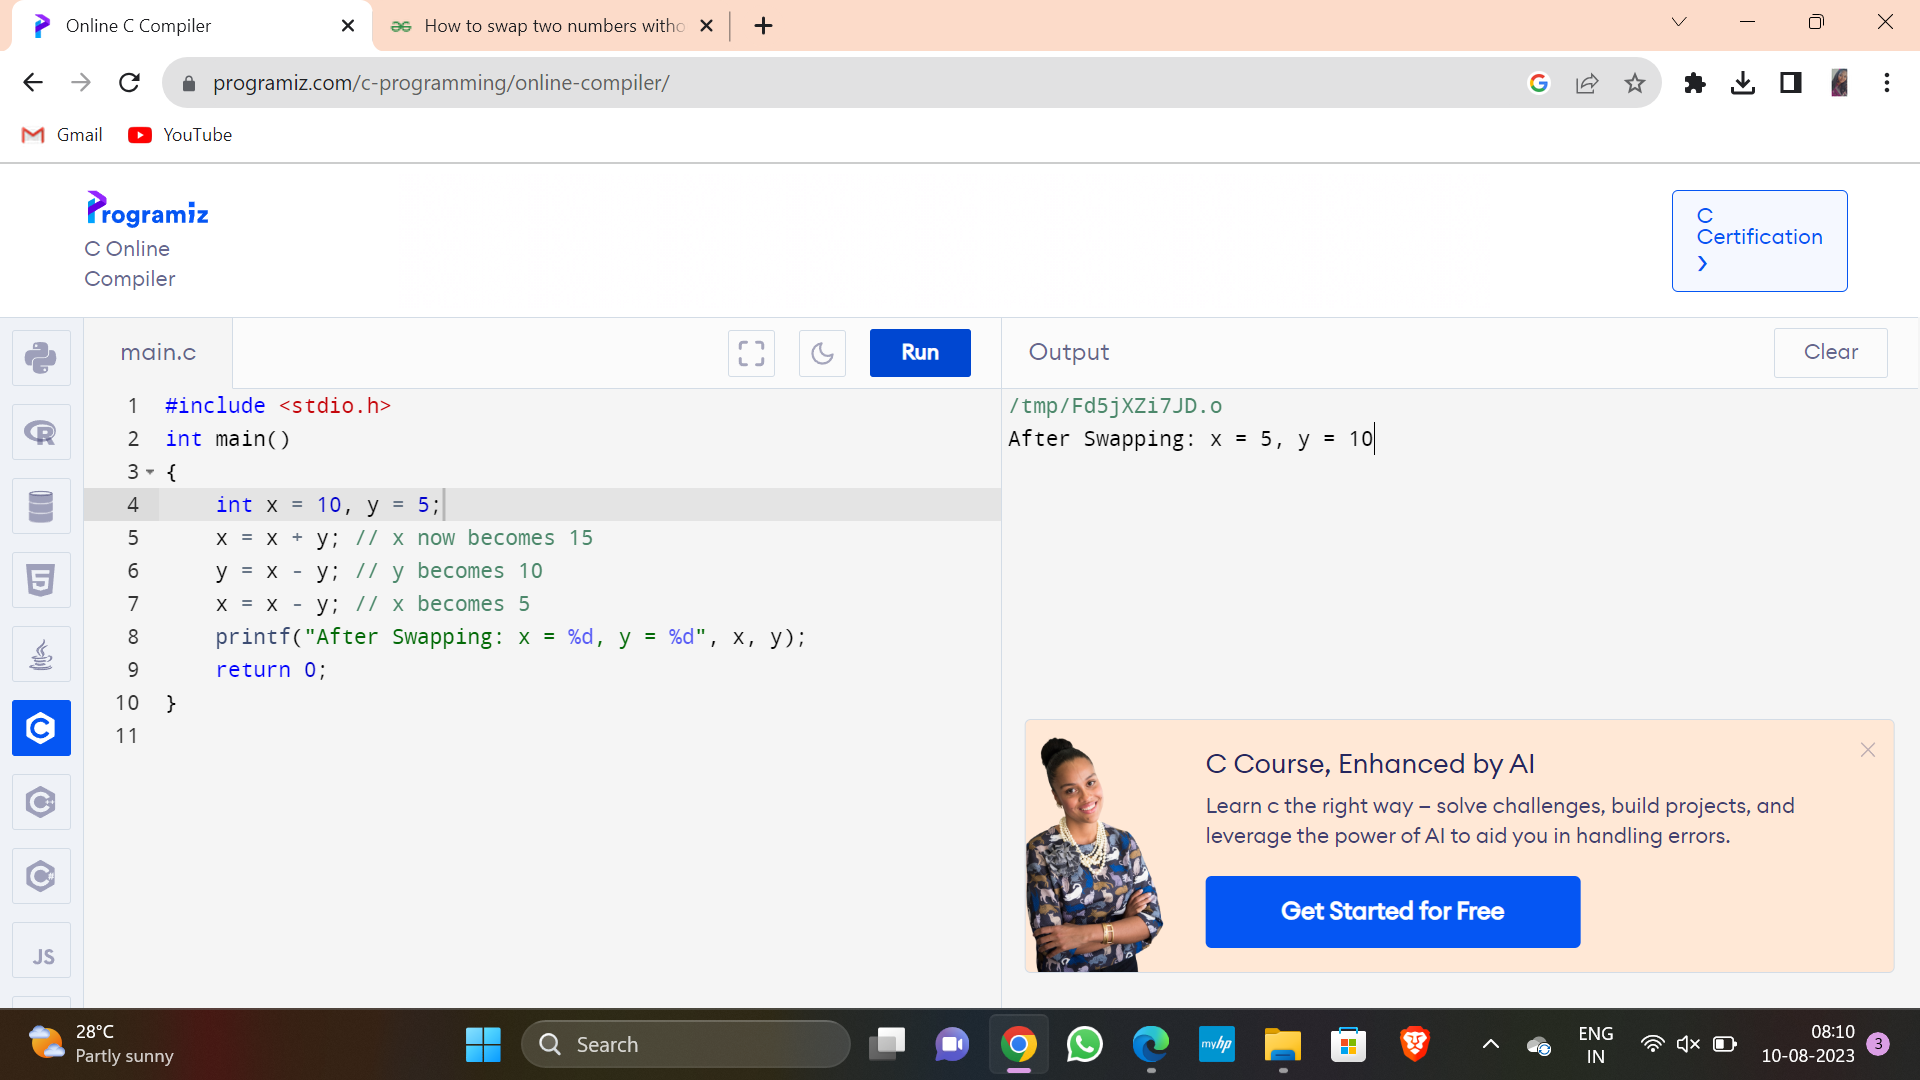 Online C Compiler
How to swap two numbers witho
programiz.com/c-programming/online-compiler/
Gmail
YouTube
Programiz
C Online
Compiler
C
Certification
main.c
Run
Output
Clear
1 #include <stdio.h>
2 int main()
3 {
4     int x = 10, y = 5;
5     x = x + y; // x now becomes 15
6     y = x - y; // y becomes 10
7     x = x - y; // x becomes 5
8     printf("After Swapping: x = %d, y = %d", x, y);
9     return 0;
10 }
11
/tmp/Fd5jXZi7JD.o
After Swapping: x = 5, y = 10
R
5
C
C
C
JS
C Course, Enhanced by AI
Learn c the right way – solve challenges, build projects, and
leverage the power of AI to aid you in handling errors.
Get Started for Free
28°C
Partly sunny
Search
myhp
ENG
IN
08:10
10-08-2023
3